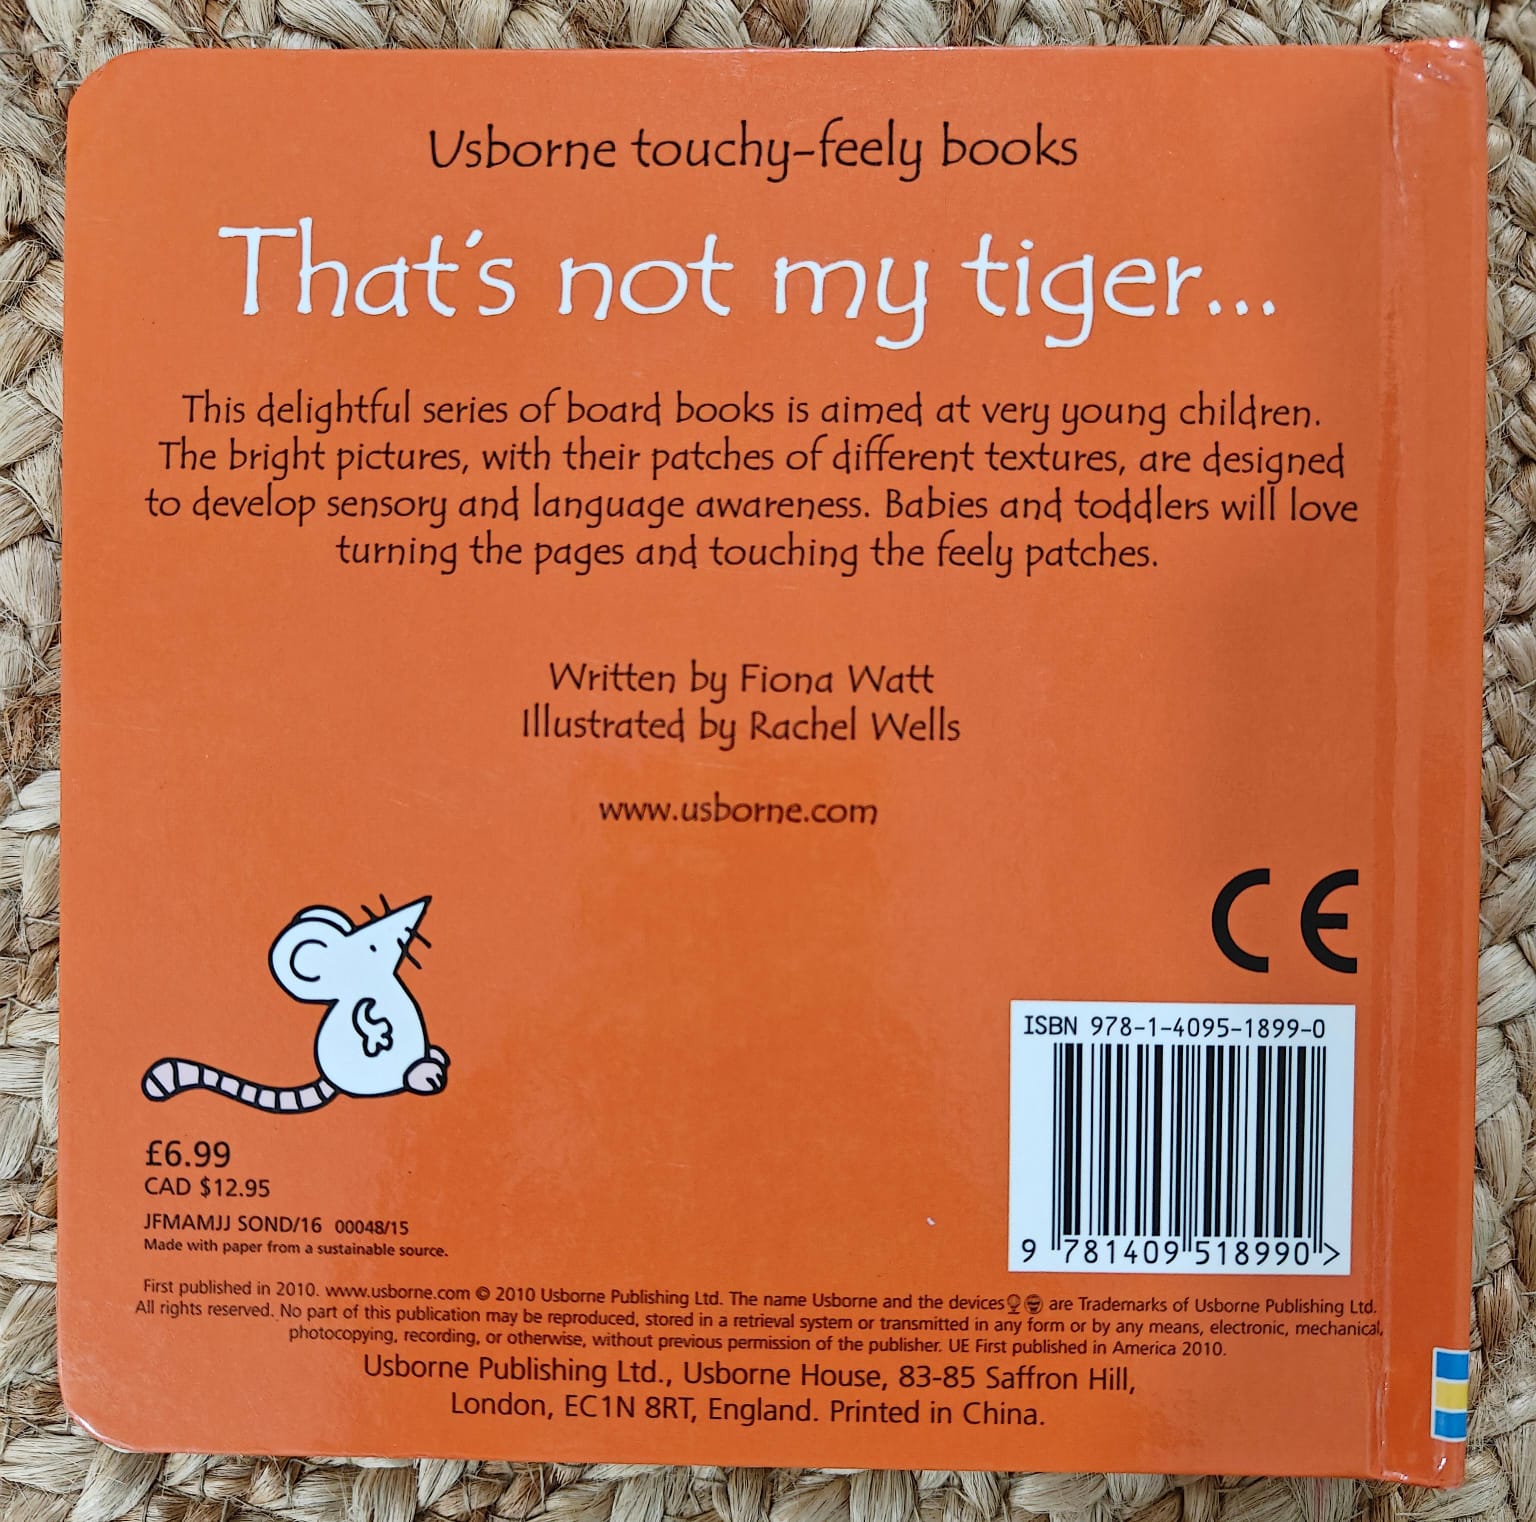 Usborne touchy-feely books
That's not my tiger...
This delightful series of board books is aimed at very young children.
The bright pictures, with their patches of different textures, are designed
to develop sensory and language awareness. Babies and toddlers will love
turning the pages and touching the feely patches.
Written by Fiona Watt
Illustrated by Rachel Wells
www.usborne.com
CE
ISBN 978-1-4095-1899-0
9 781409 518990 >
£6.99
CAD $12.95
JFMAMJJ SOND/16 00048/15
Made with paper from a sustainable source.
First published in 2010. www.usborne.com © 2010 Usborne Publishing Ltd. The name Usborne and the devices are Trademarks of Usborne Publishing Ltd.
All rights reserved. No part of this publication may be reproduced, stored in a retrieval system or transmitted in any form or by any means, electronic, mechanical,
photocopying, recording, or otherwise, without previous permission of the publisher. UE First published in America 2010.
Usborne Publishing Ltd., Usborne House, 83-85 Saffron Hill,
London, EC1N 8RT, England. Printed in China.